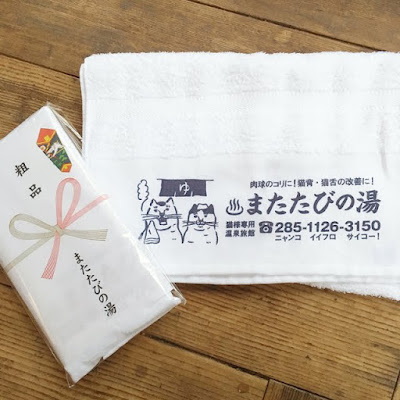 粗品
またたびの湯
ゆ
肉球のコリに!猫背・猫舌の改善に!
♨またたびの湯
猫様専用
温泉旅館
☎285-1126-3150
ニャンコ イイフロ サイコー!